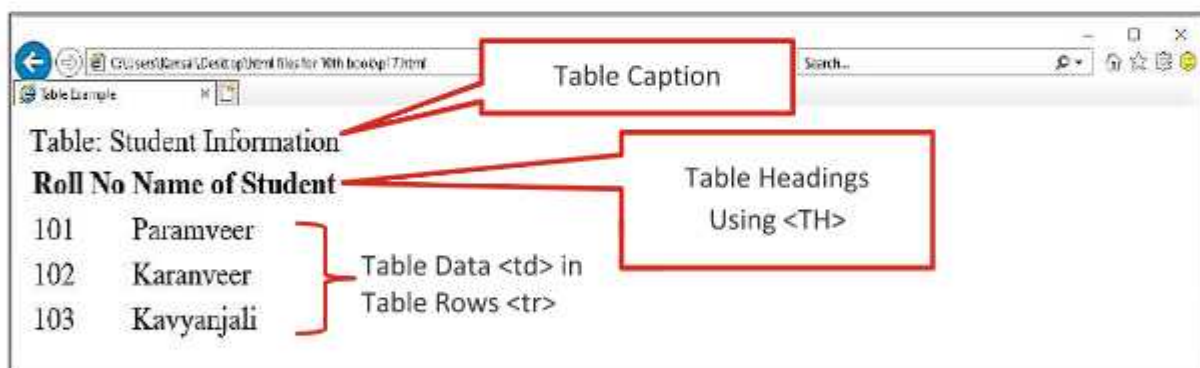 Table Caption
Search...
Table Example
Table: Student Information
Roll No Name of Student
Table Headings
Using <TH>
101 Paramveer
102 Karanveer
103 Kavyanjali
Table Data <td> in
Table Rows <tr>